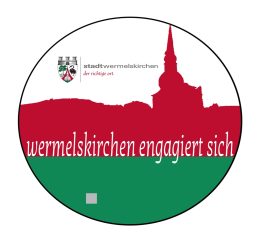 stadtwermelskirchen
der richtige ort.
wermelskirchen engagiert sich